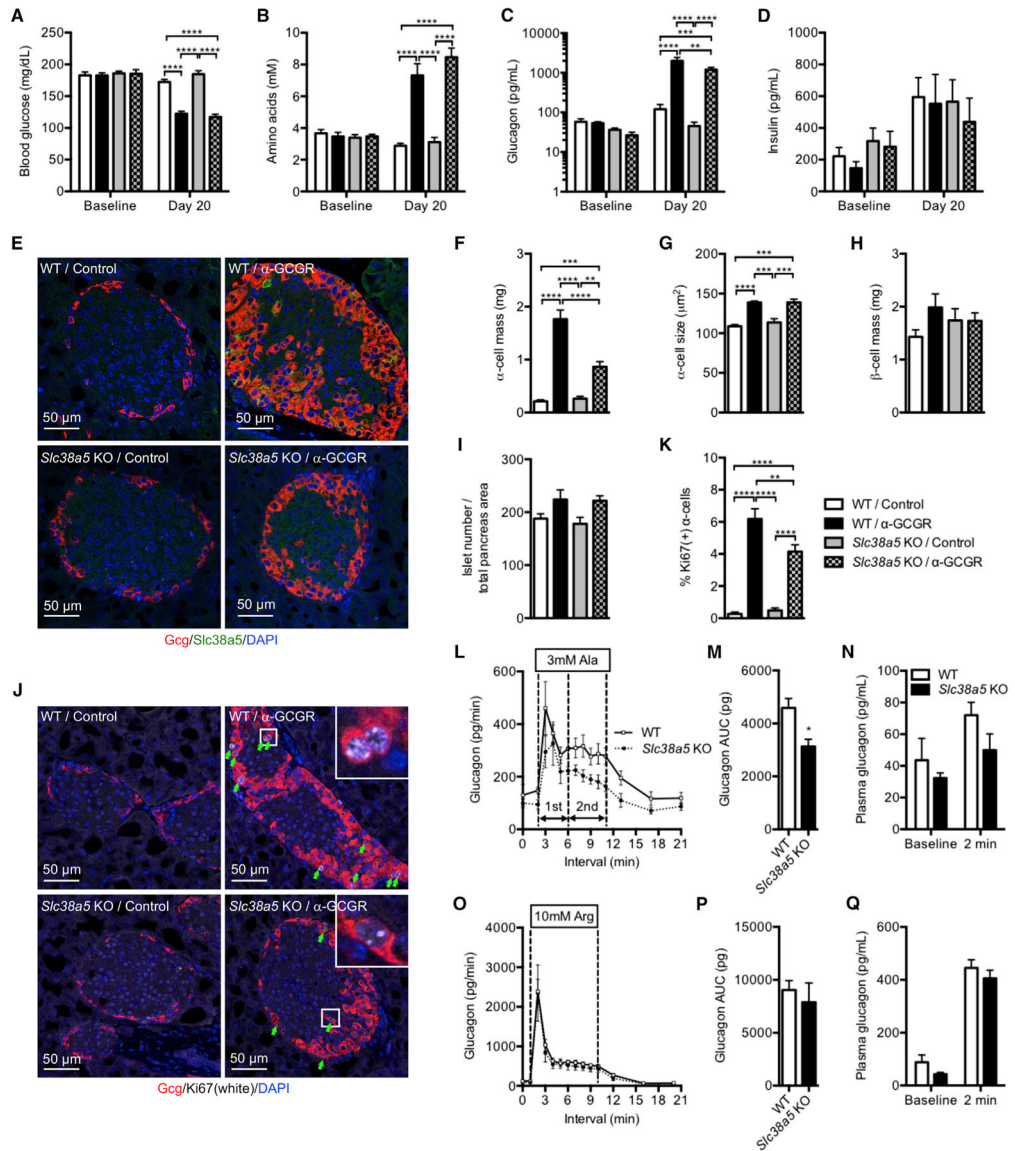 A
Blood glucose (mg/dL)
250
200
150
100
50
0
****
****
**** ****
Baseline
Day 20
B
Amino acids (mM)
10
8
6
4
2
0
****
****
**** ****
Baseline
Day 20
C
Glucagon (pg/mL)
10000
1000
100
10
1
**** ****
***
**** **
Baseline
Day 20
D
Insulin (pg/mL)
1000
800
600
400
200
0
Baseline
Day 20
E
WT / Control
50 µm
WT / α-GCGR
50 µm
Slc38a5 KO / Control
50 µm
Slc38a5 KO / α-GCGR
50 µm
Gcg/Slc38a5/DAPI
F
α-cell mass (mg)
3
2
1
0
***
**** **
**** ****
G
α-cell size (µm²)
200
150
100
50
0
***
*** ***
****
H
β-cell mass (mg)
3
2
1
0
I
Islet number /
total pancreas area
300
200
100
0
K
% Ki67(+) α-cells
10
8
6
4
2
0
****
**
**** ****
****
WT / Control
WT / α-GCGR
Slc38a5 KO / Control
Slc38a5 KO / α-GCGR
J
WT / Control
50 µm
WT / α-GCGR
50 µm
Slc38a5 KO / Control
50 µm
Slc38a5 KO / α-GCGR
50 µm
Gcg/Ki67(white)/DAPI
L
3mM Ala
Glucagon (pg/min)
600
400
200
0
WT
Slc38a5 KO
1st
2nd
0 3 6 9 12 15 18 21
Interval (min)
M
Glucagon AUC (pg)
6000
4000
2000
0
*
WT
Slc38a5 KO
N
Plasma glucagon (pg/mL)
100
80
60
40
20
0
WT
Slc38a5 KO
Baseline
2 min
O
10mM Arg
Glucagon (pg/min)
4000
3000
2000
1000
0
0 3 6 9 12 15 18 21
Interval (min)
P
Glucagon AUC (pg)
15000
10000
5000
0
WT
Slc38a5 KO
Q
Plasma glucagon (pg/mL)
600
400
200
0
Baseline
2 min